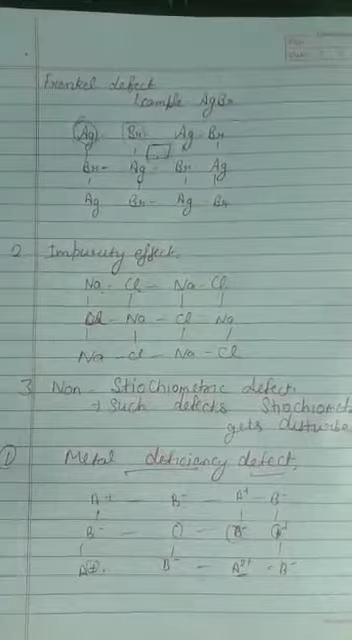 Frenkel defect
Example AgBr
Ag - Br Ag - Br
Br - Ag - Br Ag
Ag Br - Ag - Br
2 Impurity effect.
Na - Cl - Na - Cl
Cl - Na - Cl - Na
Na - Cl - Na - Cl
3 Non - Stiochiometric defect.
→ Such defects Stochiomet
gets disturbe
① Metal deficiency defect.
A+ - B- - A+ - B-
B- -
A+ B- - A2+ - B-